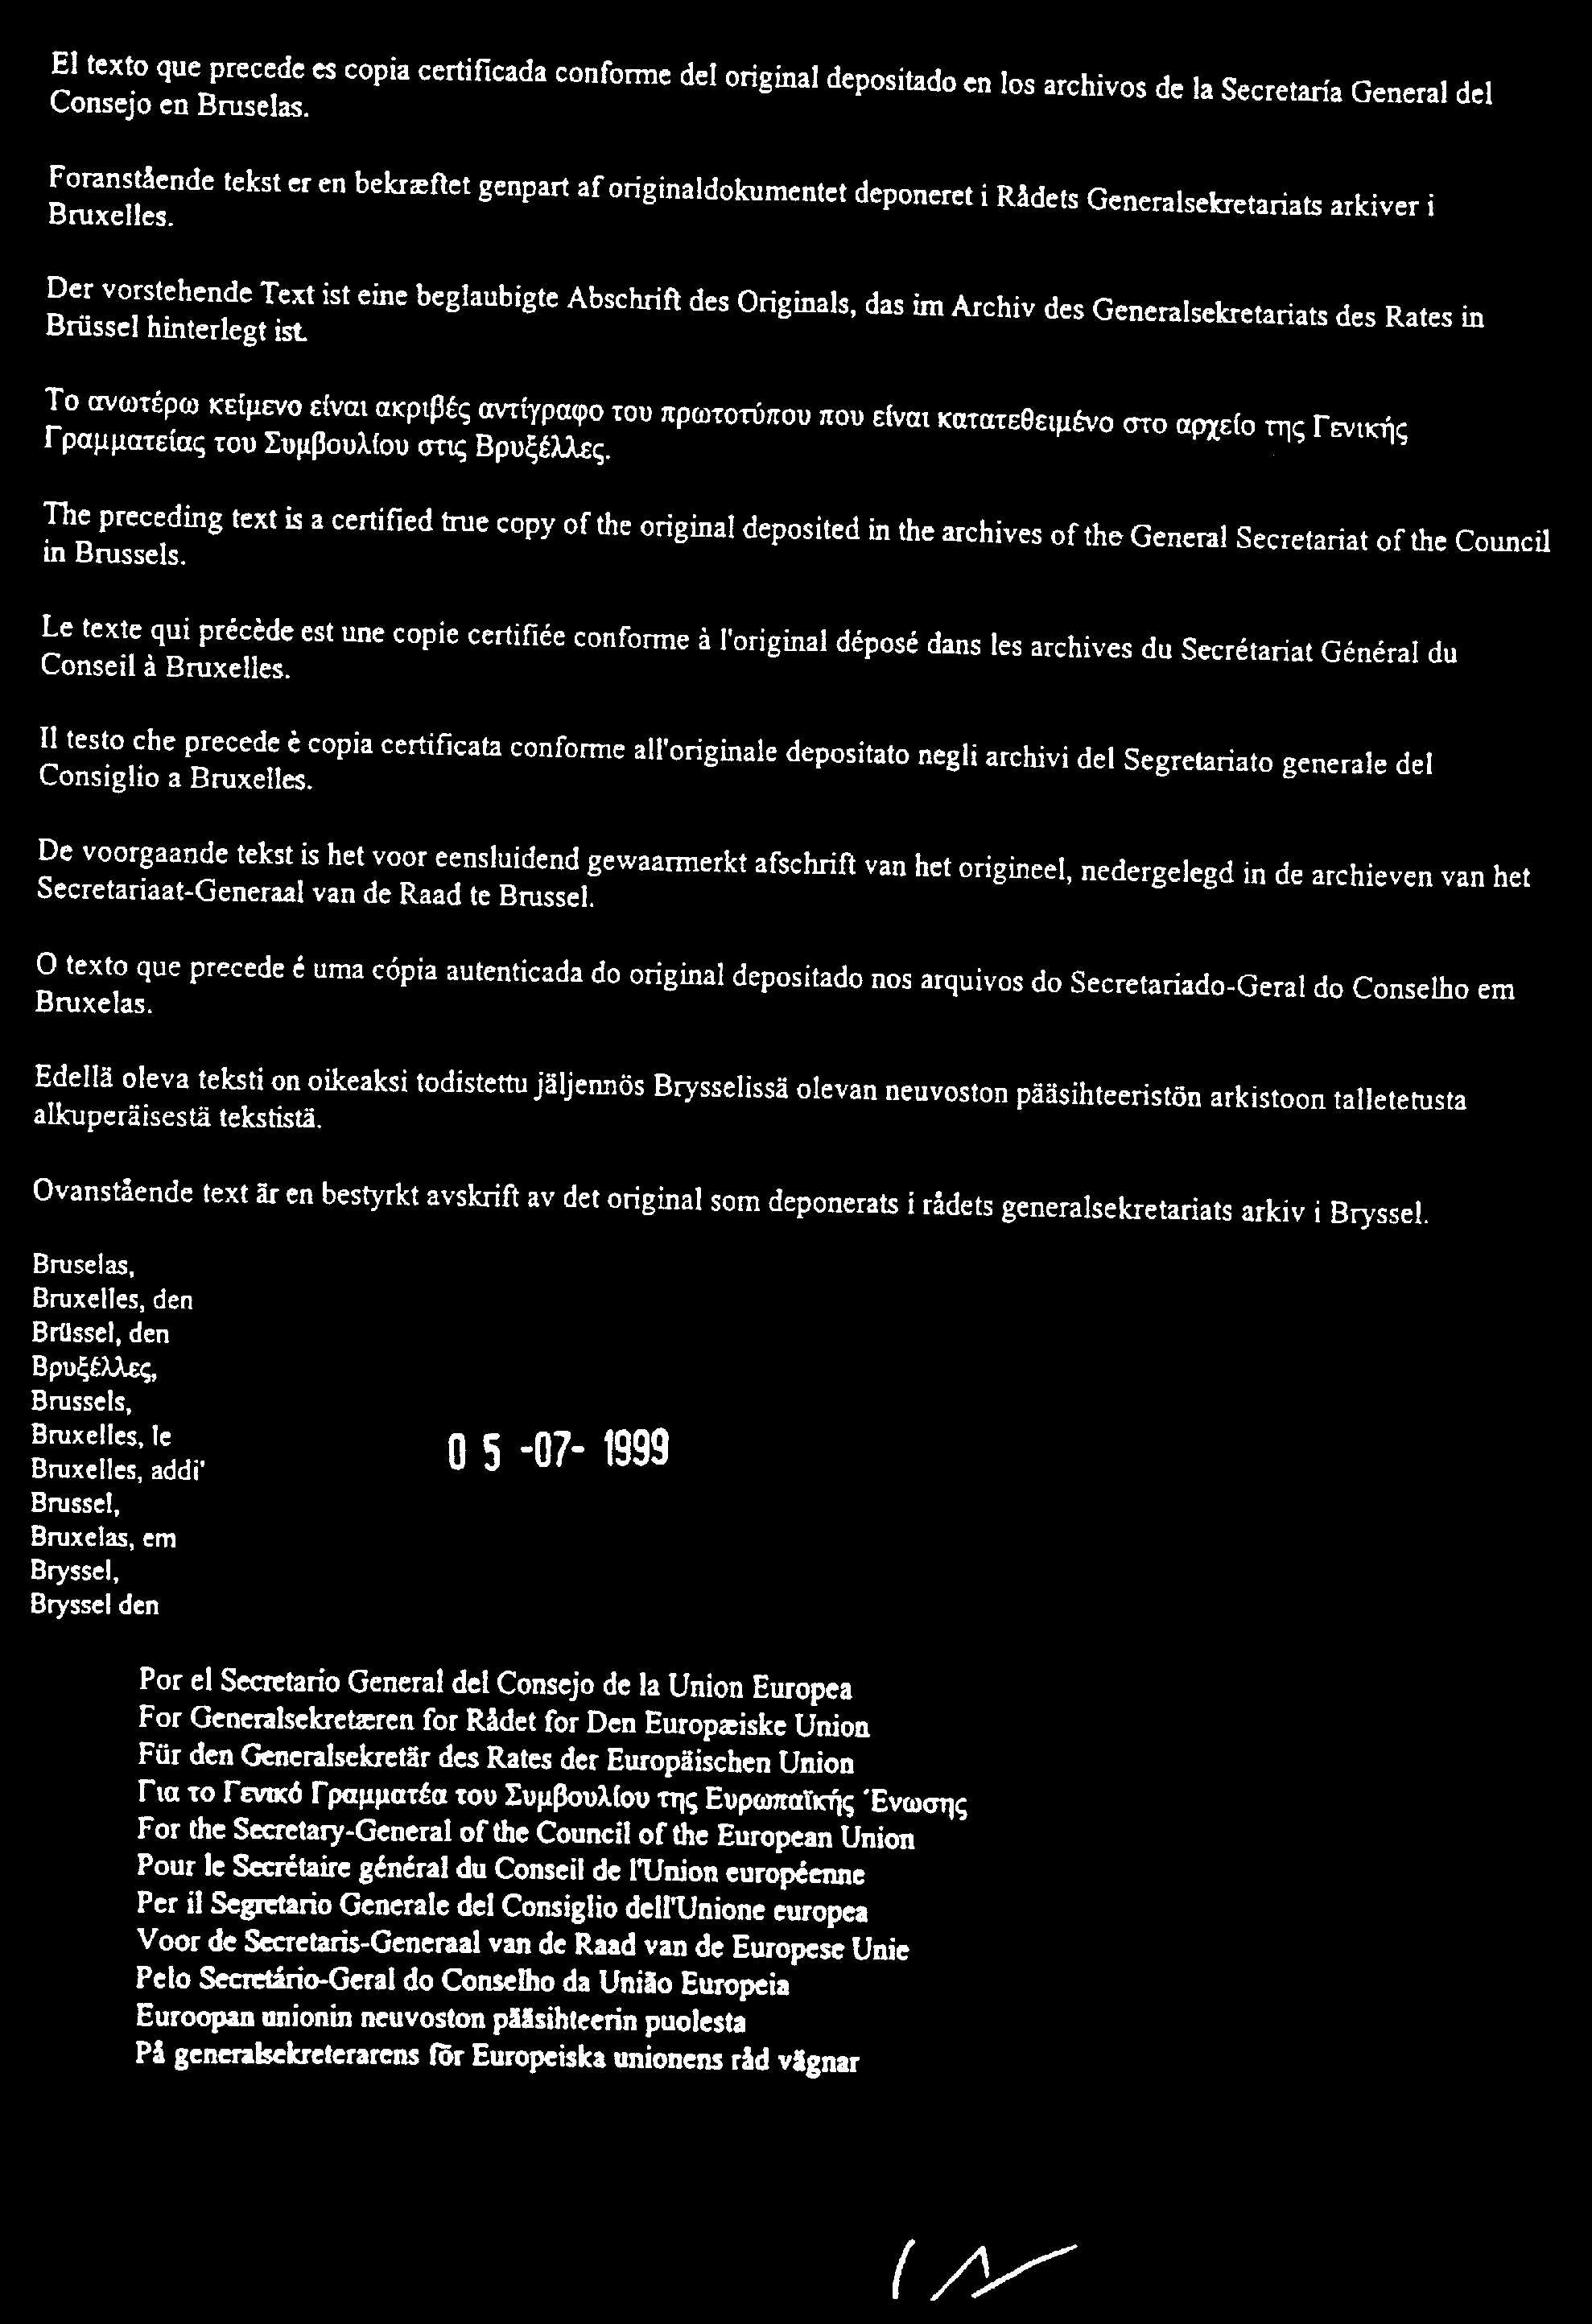 El texto que precede es copia certificada conforme del original depositado en los archivos de la Secretaría General del
Consejo en Bruselas.
Foranstående tekst er en bekræftet genpart af originaldokumentet deponeret i Rådets Generalsekretariats arkiver i
Bruxelles.
Der vorstehende Text ist eine beglaubigte Abschrift des Originals, das im Archiv des Generalsekretariats des Rates in
Brüssel hinterlegt ist.
Το ανωτέρω κείμενο είναι ακριβές αντίγραφο του πρωτοτύπου που είναι κατατεθειμένο στο αρχείο της Γενικής
Γραμματείας του Συμβουλίου στις Βρυξέλλες.
The preceding text is a certified true copy of the original deposited in the archives of the General Secretariat of the Council
in Brussels.
Le texte qui précède est une copie certifiée conforme à l'original déposé dans les archives du Secrétariat Général du
Conseil à Bruxelles.
Il testo che precede è copia certificata conforme all'originale depositato negli archivi del Segretariato generale del
Consiglio a Bruxelles.
De voorgaande tekst is het voor eensluidend gewaarmerkt afschrift van het origineel, nedergelegd in de archieven van het
Secretariaat-Generaal van de Raad te Brussel.
O texto que precede é uma cópia autenticada do original depositado nos arquivos do Secretariado-Geral do Conselho em
Bruxelas.
Edellä oleva teksti on oikeaksi todistettu jäljennös Brysselissä olevan neuvoston pääsihteeristön arkistoon talletetusta
alkuperäisestä tekstistä.
Ovanstående text är en bestyrkt avskrift av det original som deponerats i rådets generalsekretariats arkiv i Bryssel.
Bruselas,
Bruxelles, den
Brüssel, den
Βρυξέλλες,
Brussels,
Bruxelles, le
Bruxelles, addi'
Brussel,
Bruxelas, em
Bryssel,
Bryssel den
0 5 -07- 1999
Por el Secretario General del Consejo de la Union Europea
For Generalsekretæren for Rådet for Den Europæiske Union
Für den Generalsekretär des Rates der Europäischen Union
Για το Γενικό Γραμματέα του Συμβουλίου της Ευρωπαϊκής Ένωσης
For the Secretary-General of the Council of the European Union
Pour le Secrétaire général du Conseil de l'Union européenne
Per il Segretario Generale del Consiglio dell'Unione europea
Voor de Secretaris-Generaal van de Raad van de Europese Unie
Pelo Secretário-Geral do Conselho da União Europeia
Euroopan unionin neuvoston pääsihteerin puolesta
På generalsekreterarens för Europeiska unionens råd vägnar